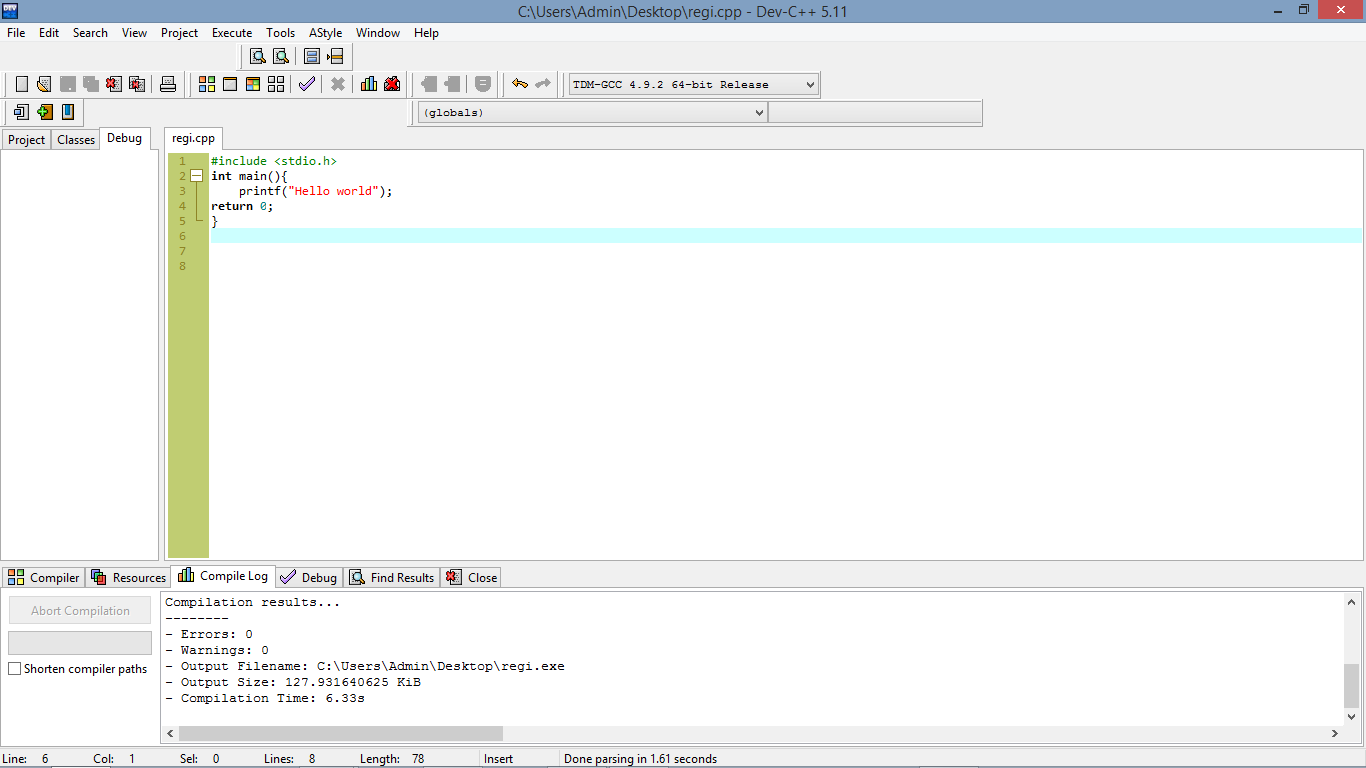 C:\Users\Admin\Desktop\regi.cpp - Dev-C++ 5.11
File Edit Search View Project Execute Tools AStyle Window Help
TDM-GCC 4.9.2 64-bit Release
(globals)
Project Classes Debug regi.cpp
1 #include <stdio.h>
2 int main(){
3 printf("Hello world");
4 return 0;
5 }
6
7
8
Compiler Resources Compile Log Debug Find Results Close
Abort Compilation
Shorten compiler paths
Compilation results...
--------
- Errors: 0
- Warnings: 0
- Output Filename: C:\Users\Admin\Desktop\regi.exe
- Output Size: 127.931640625 KiB
- Compilation Time: 6.33s
Line: 6 Col: 1 Sel: 0 Lines: 8 Length: 78 Insert Done parsing in 1.61 seconds